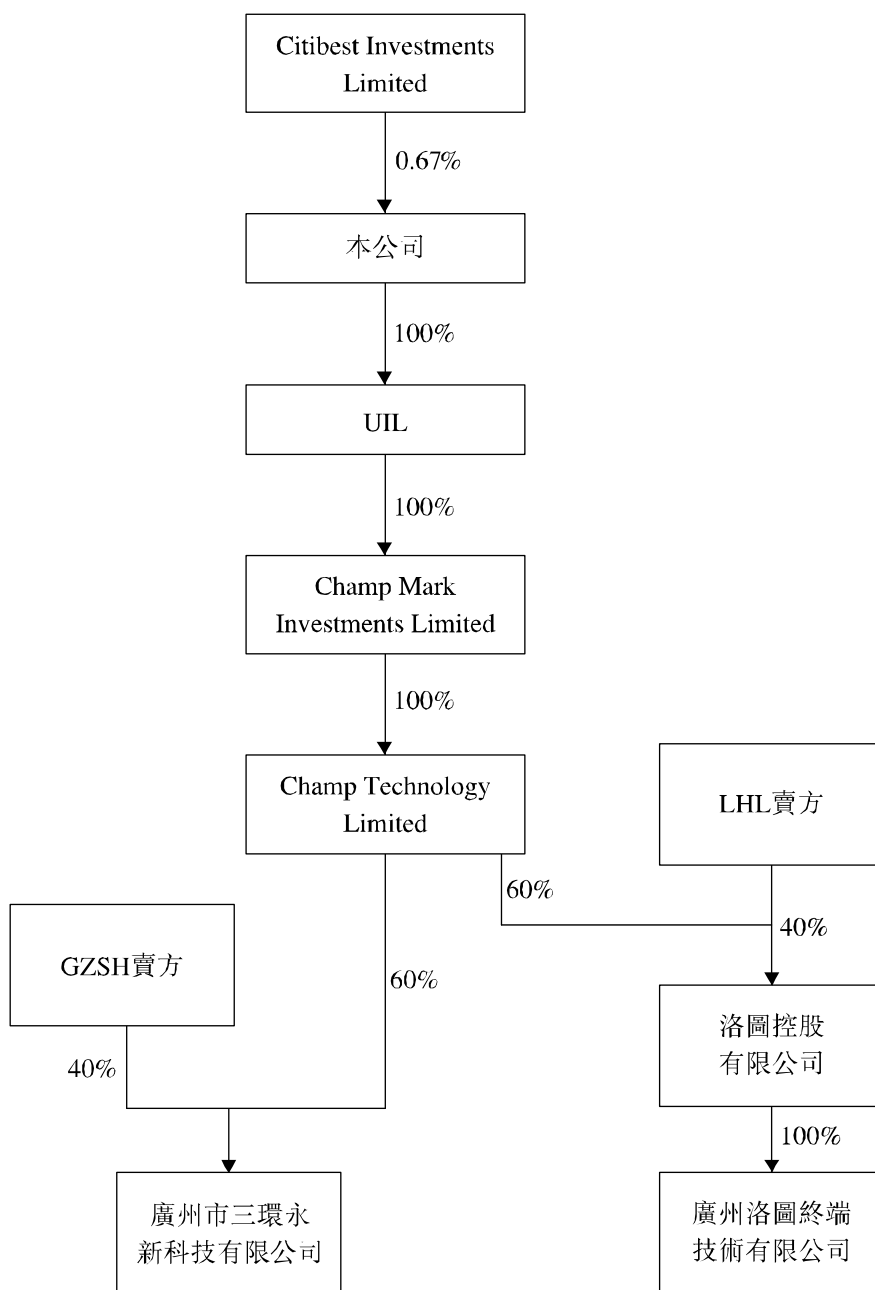 Citibest Investments
Limited
0.67%
本公司
100%
UIL
100%
Champ Mark
Investments Limited
100%
Champ Technology
Limited
LHL賣方
60%
40%
GZSH賣方
60%
40%
洛圖控股
有限公司
100%
廣州市三環永
新科技有限公司
廣州洛圖終端
技術有限公司